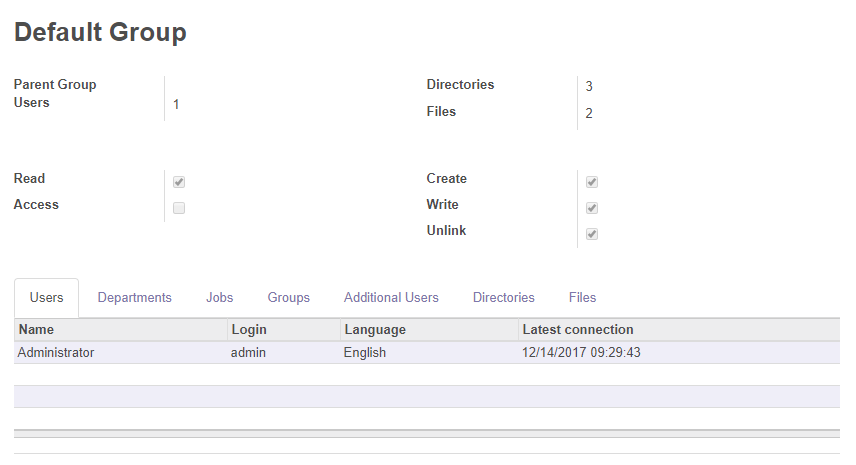 Default Group
Parent Group
Users 1
Directories 3
Files 2
Read
Access
Create
Write
Unlink
Users Departments Jobs Groups Additional Users Directories Files
Name Login Language Latest connection
Administrator admin English 12/14/2017 09:29:43